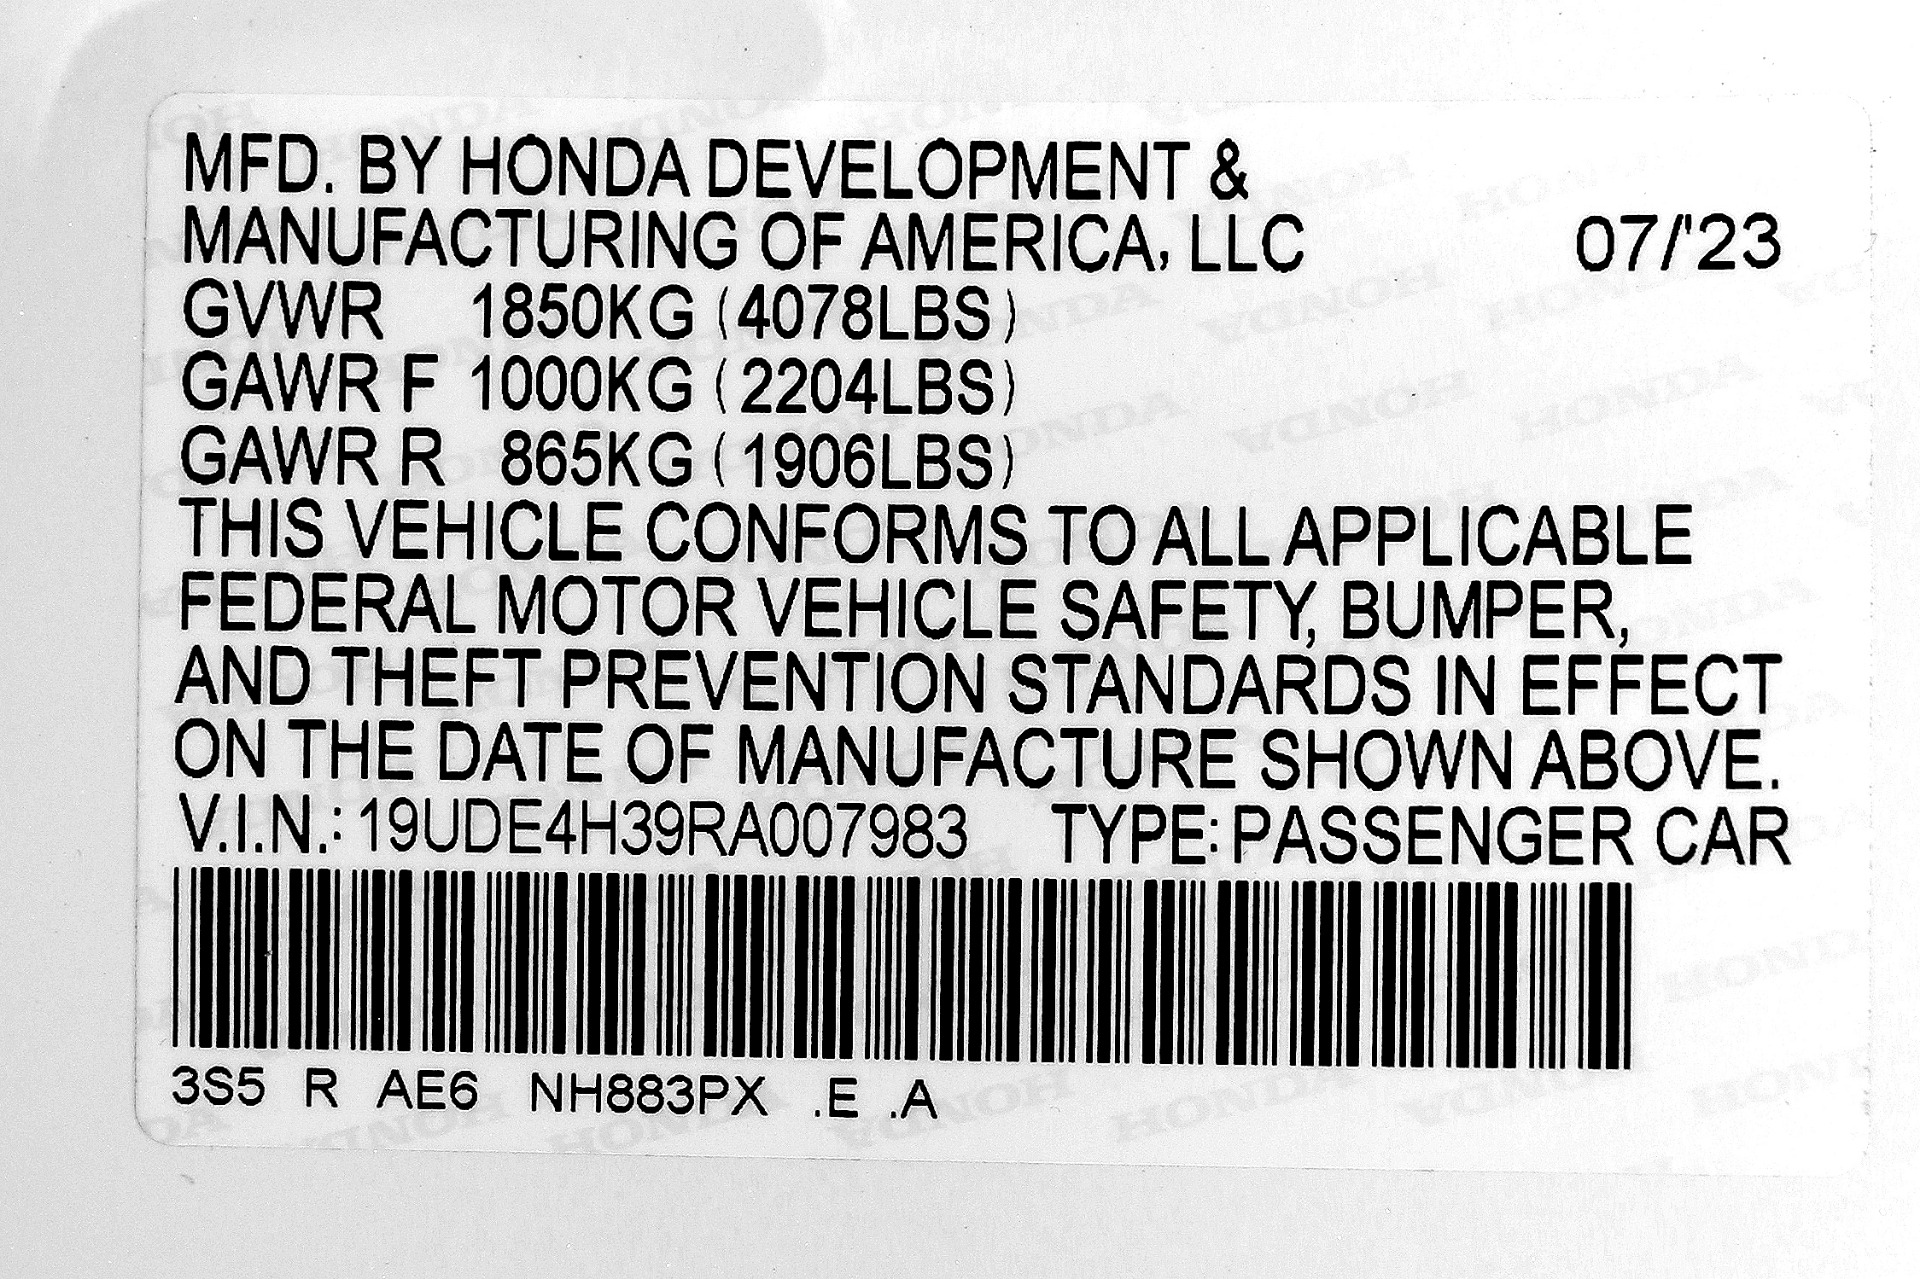 MFD. BY HONDA DEVELOPMENT &
MANUFACTURING OF AMERICA, LLC 07/'23
GVWR 1850KG (4078LBS)
GAWR F 1000KG (2204LBS)
GAWR R 865KG (1906LBS)
THIS VEHICLE CONFORMS TO ALL APPLICABLE
FEDERAL MOTOR VEHICLE SAFETY, BUMPER,
AND THEFT PREVENTION STANDARDS IN EFFECT
ON THE DATE OF MANUFACTURE SHOWN ABOVE.
V.I.N.: 19UDE4H39RA007983 TYPE: PASSENGER CAR
3S5 R AE6 NH883PX .E .A